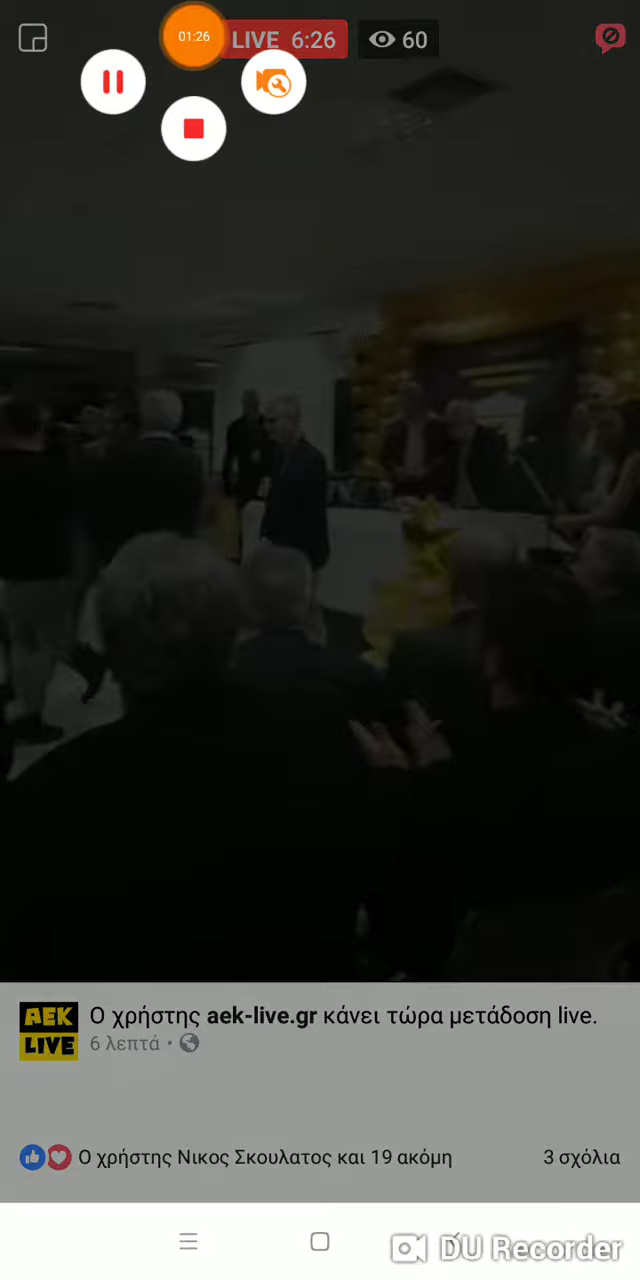 01:26
LIVE 6:26
60
AEK
LIVE
Ο χρήστης aek-live.gr κάνει τώρα μετάδοση live.
6 λεπτά ·
Ο χρήστης Νικος Σκουλατος και 19 ακόμη
3 σχόλια
DU Recorder